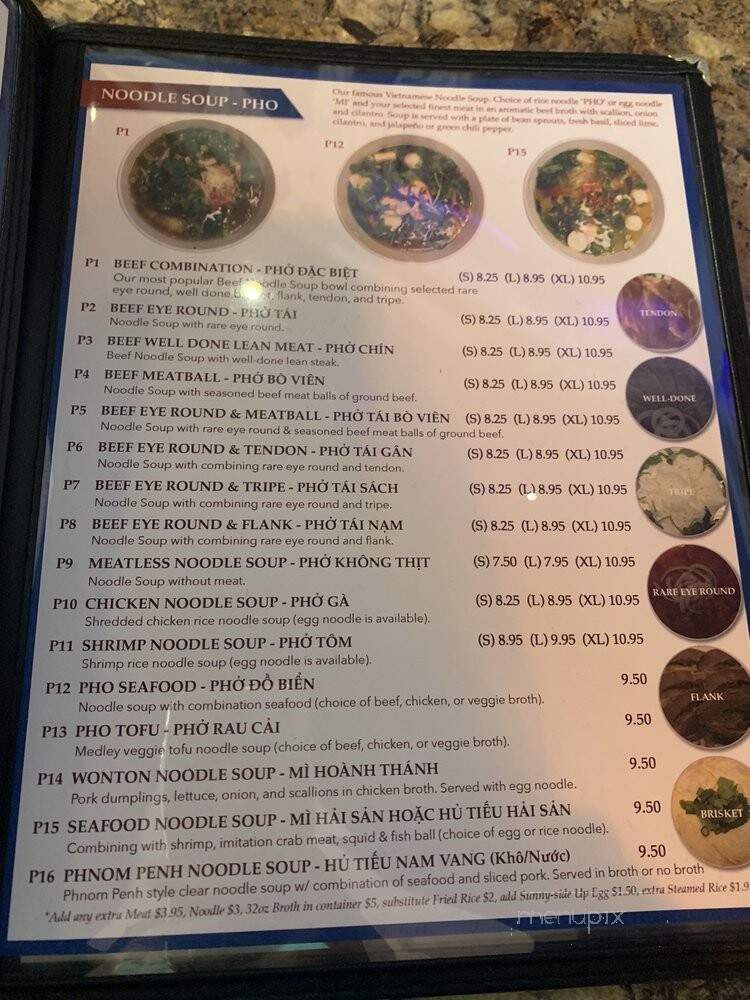 NOODLE SOUP - PHO
Our famous Vietnamese Noodle Soup. Choice of rice noodle 'PHO' or egg noodle
'MI' and your selected finest meat in an aromatic beef broth with scallion, onion
and cilantro. Soup is served with a plate of bean sprouts, fresh basil, sliced lime,
cilantro, and jalapeño or green chili pepper.
P1
P12
P15
P1 BEEF COMBINATION - PHỞ ĐẶC BIỆT (S) 8.25 (L) 8.95 (XL) 10.95
Our most popular Beef Noodle Soup bowl combining selected rare
eye round, well done flank, tendon, and tripe.
P2 BEEF EYE ROUND - PHỞ TÁI (S) 8.25 (L) 8.95 (XL) 10.95
Noodle Soup with rare eye round.
P3 BEEF WELL DONE LEAN MEAT - PHỞ CHÍN (S) 8.25 (L) 8.95 (XL) 10.95
Beef Noodle Soup with well-done lean steak.
P4 BEEF MEATBALL - PHỞ BÒ VIÊN (S) 8.25 (L) 8.95 (XL) 10.95
Noodle Soup with seasoned beef meat balls of ground beef.
P5 BEEF EYE ROUND & MEATBALL - PHỞ TÁI BÒ VIÊN (S) 8.25 (L) 8.95 (XL) 10.95
Noodle Soup with rare eye round & seasoned beef meat balls of ground beef.
P6 BEEF EYE ROUND & TENDON - PHỞ TÁI GÂN (S) 8.25 (L) 8.95 (XL) 10.95
Noodle Soup with combining rare eye round and tendon.
P7 BEEF EYE ROUND & TRIPE - PHỞ TÁI SÁCH (S) 8.25 (L) 8.95 (XL) 10.95
Noodle Soup with combining rare eye round and tripe.
P8 BEEF EYE ROUND & FLANK - PHỞ TÁI NẠM (S) 8.25 (L) 8.95 (XL) 10.95
Noodle Soup with combining rare eye round and flank.
P9 MEATLESS NOODLE SOUP - PHỞ KHÔNG THỊT (S) 7.50 (L) 7.95 (XL) 10.95
Noodle Soup without meat.
P10 CHICKEN NOODLE SOUP - PHỞ GÀ (S) 8.25 (L) 8.95 (XL) 10.95
Shredded chicken rice noodle soup (egg noodle is available).
P11 SHRIMP NOODLE SOUP - PHỞ TÔM (S) 8.95 (L) 9.95 (XL) 10.95
Shrimp rice noodle soup (egg noodle is available).
P12 PHO SEAFOOD - PHỞ ĐỒ BIỂN 9.50
Noodle soup with combination seafood (choice of beef, chicken, or veggie broth).
P13 PHO TOFU - PHỞ RAU CẢI 9.50
Medley veggie tofu noodle soup (choice of beef, chicken, or veggie broth).
P14 WONTON NOODLE SOUP - MÌ HOÀNH THÁNH 9.50
Pork dumplings, lettuce, onion, and scallions in chicken broth. Served with egg noodle.
P15 SEAFOOD NOODLE SOUP - MÌ HẢI SẢN HOẶC HỦ TIẾU HẢI SẢN 9.50
Combining with shrimp, imitation crab meat, squid & fish ball (choice of egg or rice noodle).
P16 PHNOM PENH NOODLE SOUP - HỦ TIẾU NAM VANG (Khô/Nước) 9.50
Phnom Penh style clear noodle soup w/ combination of seafood and sliced pork. Served in broth or no broth
*Add any extra Meat $3.95, Noodle $3, 32oz Broth in container $5, substitute Fried Rice $2, add Sunny-side Up Egg $1.50, extra Steamed Rice $1.9
TENDON
WELL-DONE
TRIPE
RARE EYE ROUND
FLANK
BRISKET
menupix